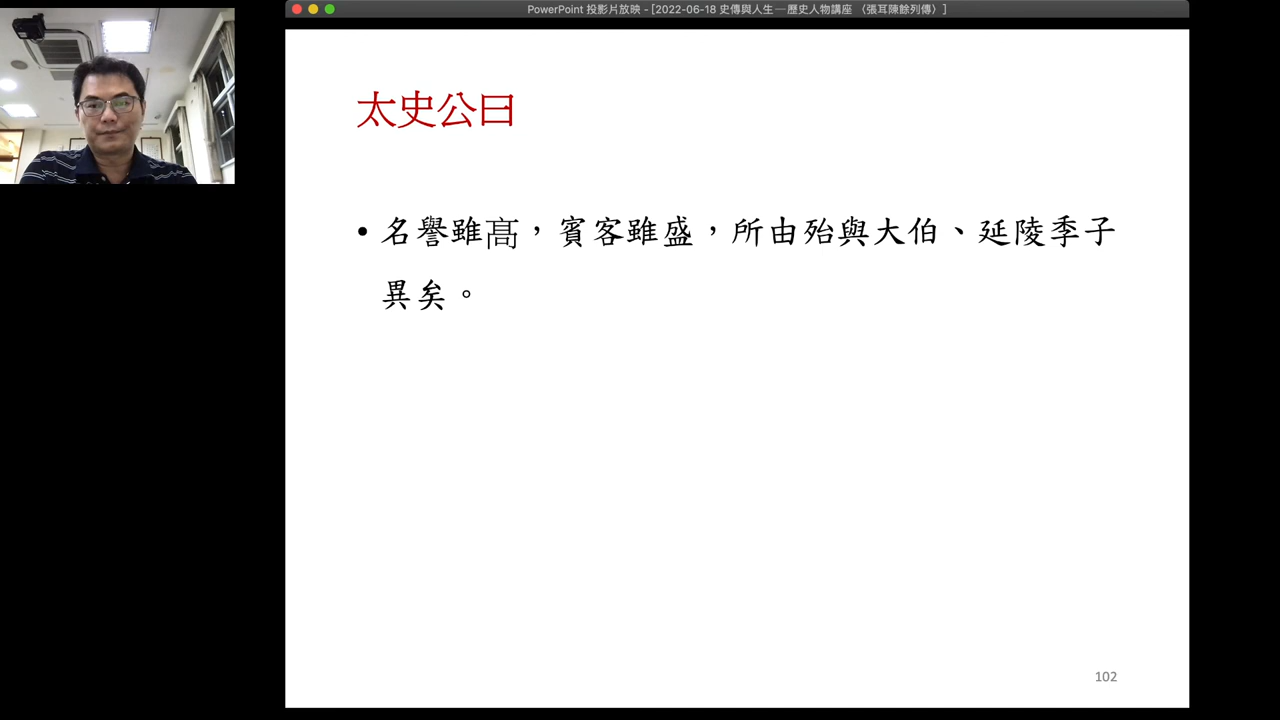 PowerPoint 投影片放映 - [2022-06-18 史傳與人生—歷史人物講座 〈張耳陳餘列傳〉]
太史公曰
• 名譽雖髙，賓客雖盛，所由殆與大伯、延陵季子
異矣。
102